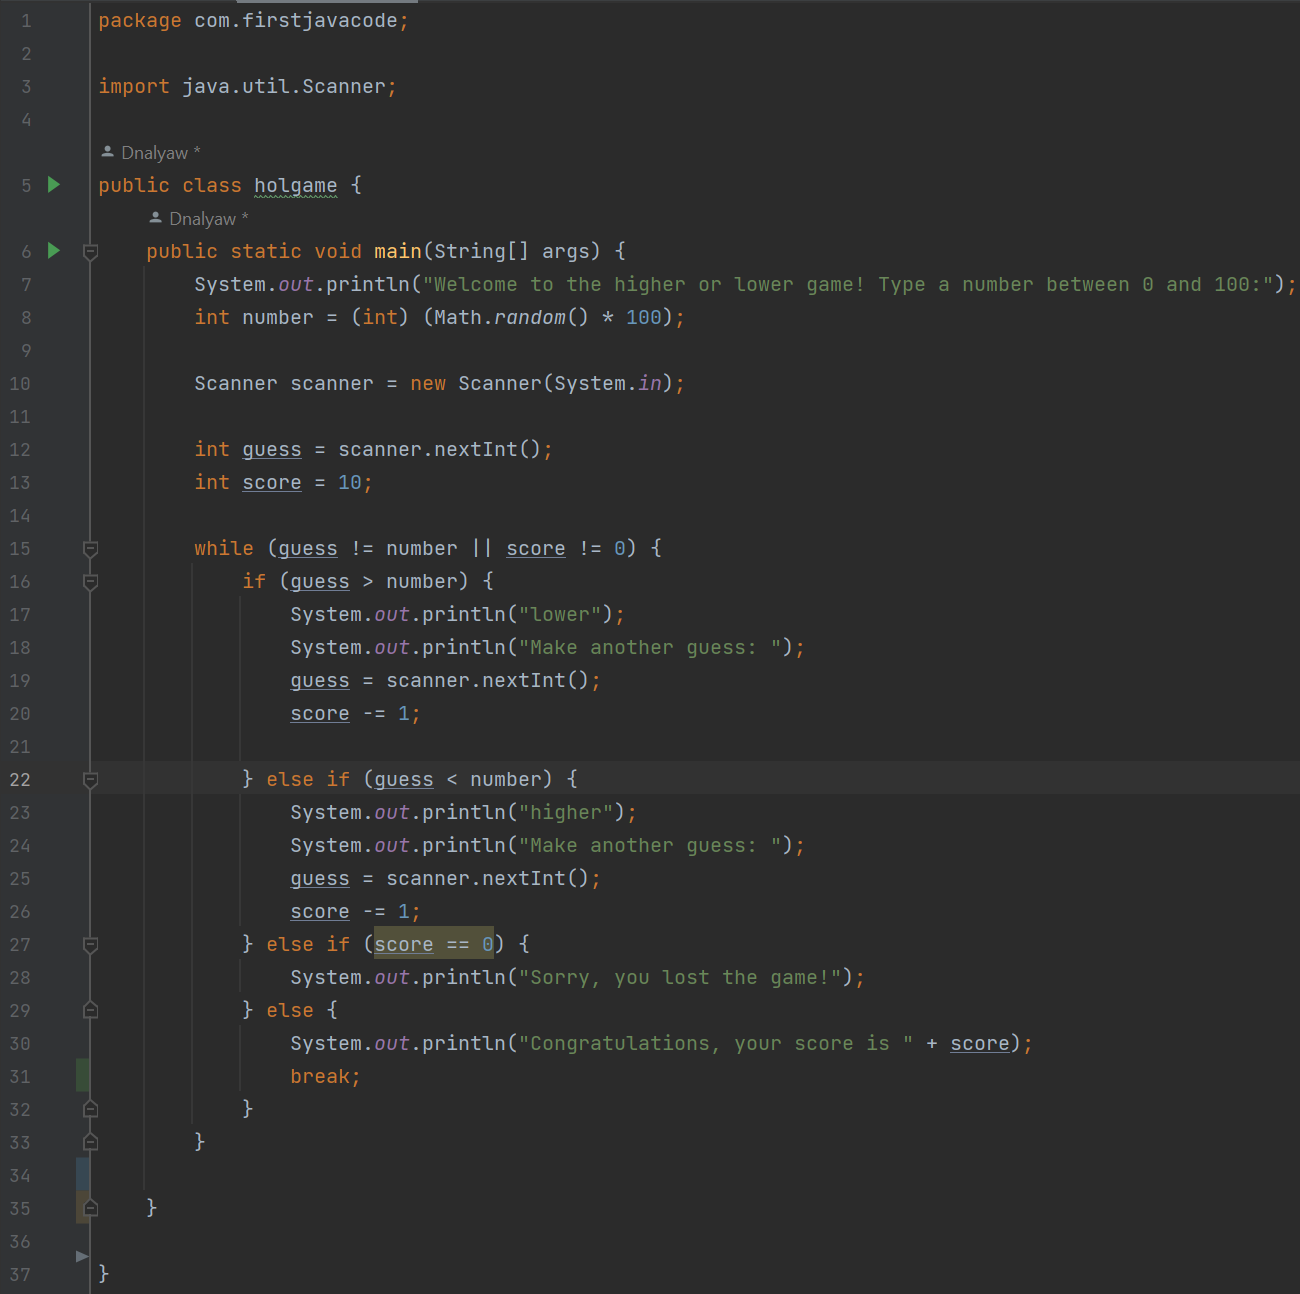 1 package com.firstjavacode;
2
3 import java.util.Scanner;
4
Dnalyaw *
5 public class holgame {
Dnalyaw *
6 public static void main(String[] args) {
7 System.out.println("Welcome to the higher or lower game! Type a number between 0 and 100:");
8 int number = (int) (Math.random() * 100);
9
10 Scanner scanner = new Scanner(System.in);
11
12 int guess = scanner.nextInt();
13 int score = 10;
14
15 while (guess != number || score != 0) {
16 if (guess > number) {
17 System.out.println("lower");
18 System.out.println("Make another guess: ");
19 guess = scanner.nextInt();
20 score -= 1;
21
22 } else if (guess < number) {
23 System.out.println("higher");
24 System.out.println("Make another guess: ");
25 guess = scanner.nextInt();
26 score -= 1;
27 } else if (score == 0) {
28 System.out.println("Sorry, you lost the game!");
29 } else {
30 System.out.println("Congratulations, your score is " + score);
31 break;
32 }
33 }
34
35 }
36
37 }